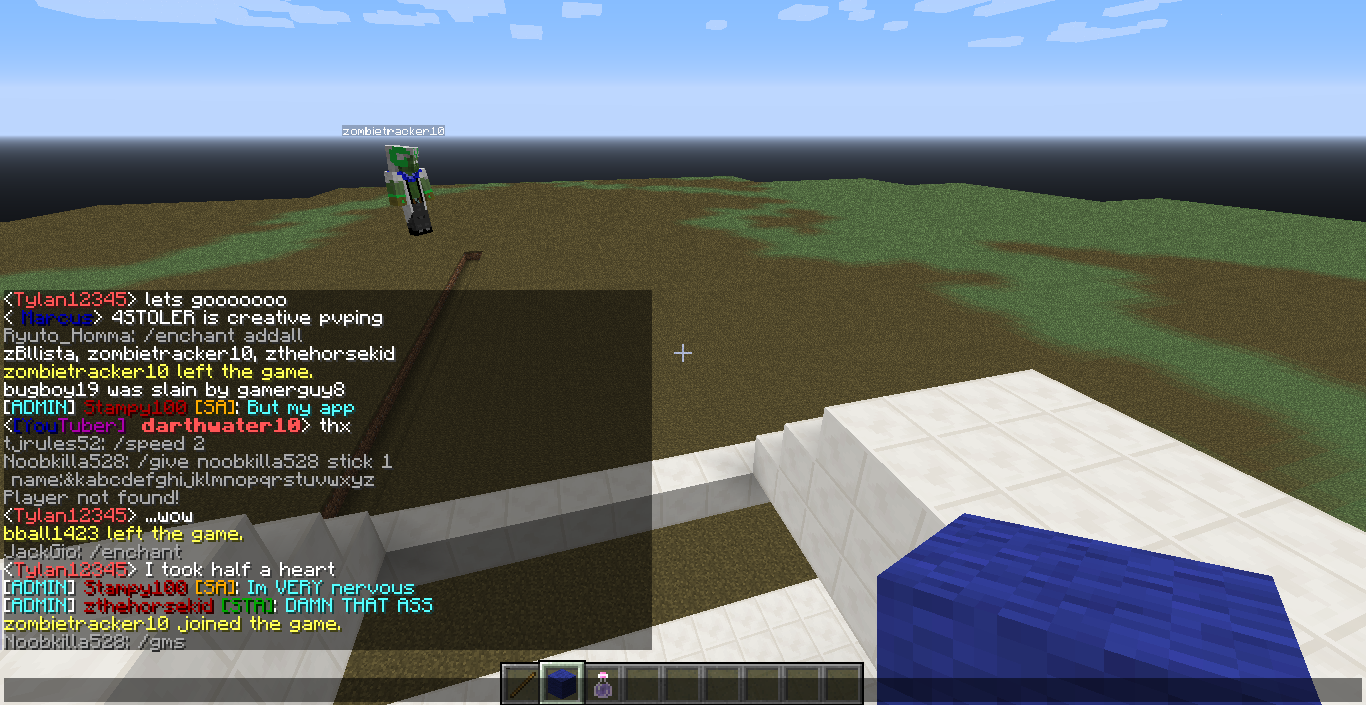 zombietracker10
<Tylan12345> lets gooooooo
< Marcus> 4STOLER is creative pvping
Ryuto_Homma: /enchant addall
zBllista, zombietracker10, zthehorsekid
zombietracker10 left the game.
bugboy19 was slain by gamerguy8
[ADMIN] Stampy100 [SA]: But my app
<[YouTuber] darthwater10> thx
tjrules52: /speed 2
Noobkilla528: /give noobkilla528 stick 1
name:&kabcdefghijklmnopqrstuvwxyz
Player not found!
<Tylan12345> ...wow
bball1423 left the game.
JackGio: /enchant
<Tylan12345> I took half a heart
[ADMIN] Stampy100 [SA]: Im VERY nervous
[ADMIN] zthehorsekid [STA]: DAMN THAT ASS
zombietracker10 joined the game.
Noobkilla528: /gms